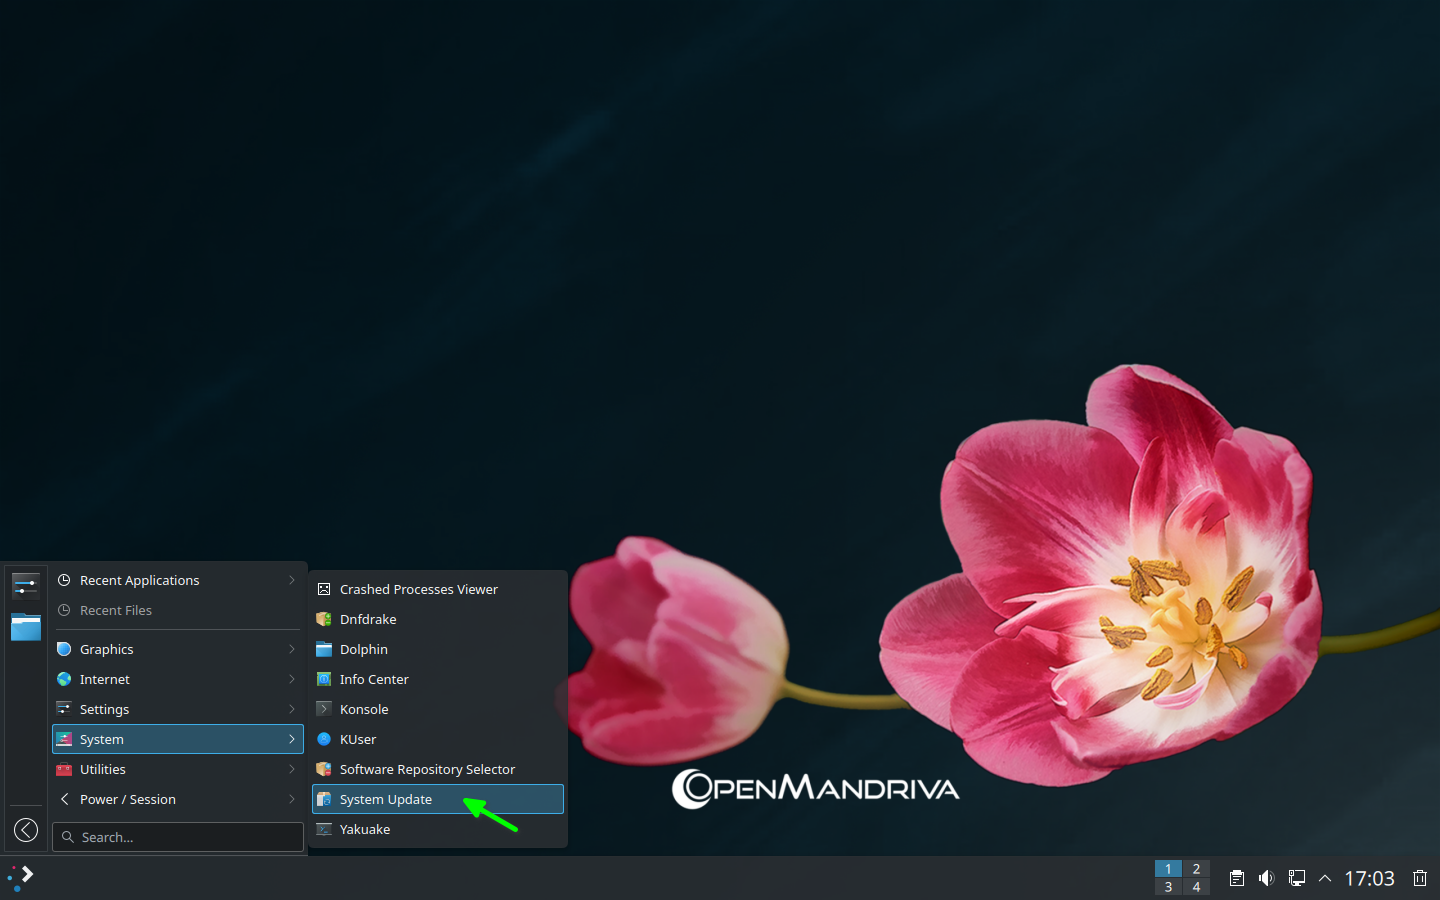 Recent Applications
Recent Files
Graphics
Internet
Settings
System
Utilities
Power / Session
Search...
Crashed Processes Viewer
Dnfdrake
Dolphin
Info Center
Konsole
KUser
Software Repository Selector
System Update
Yakuake
OPENMANDRIVA
1 2
3 4
17:03